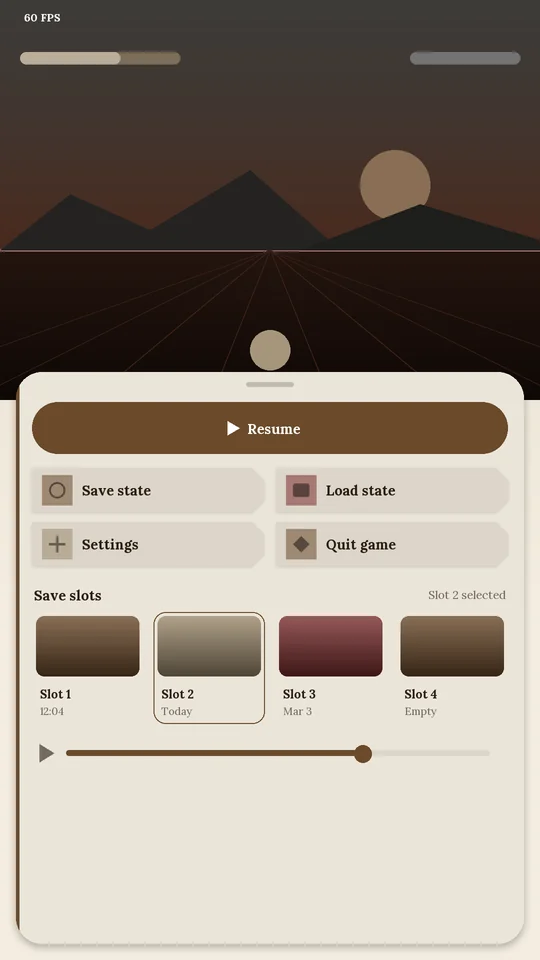 60 FPS
Resume
Save state
Load state
Settings
Quit game
Save slots
Slot 2 selected
Slot 1
12:04
Slot 2
Today
Slot 3
Mar 3
Slot 4
Empty